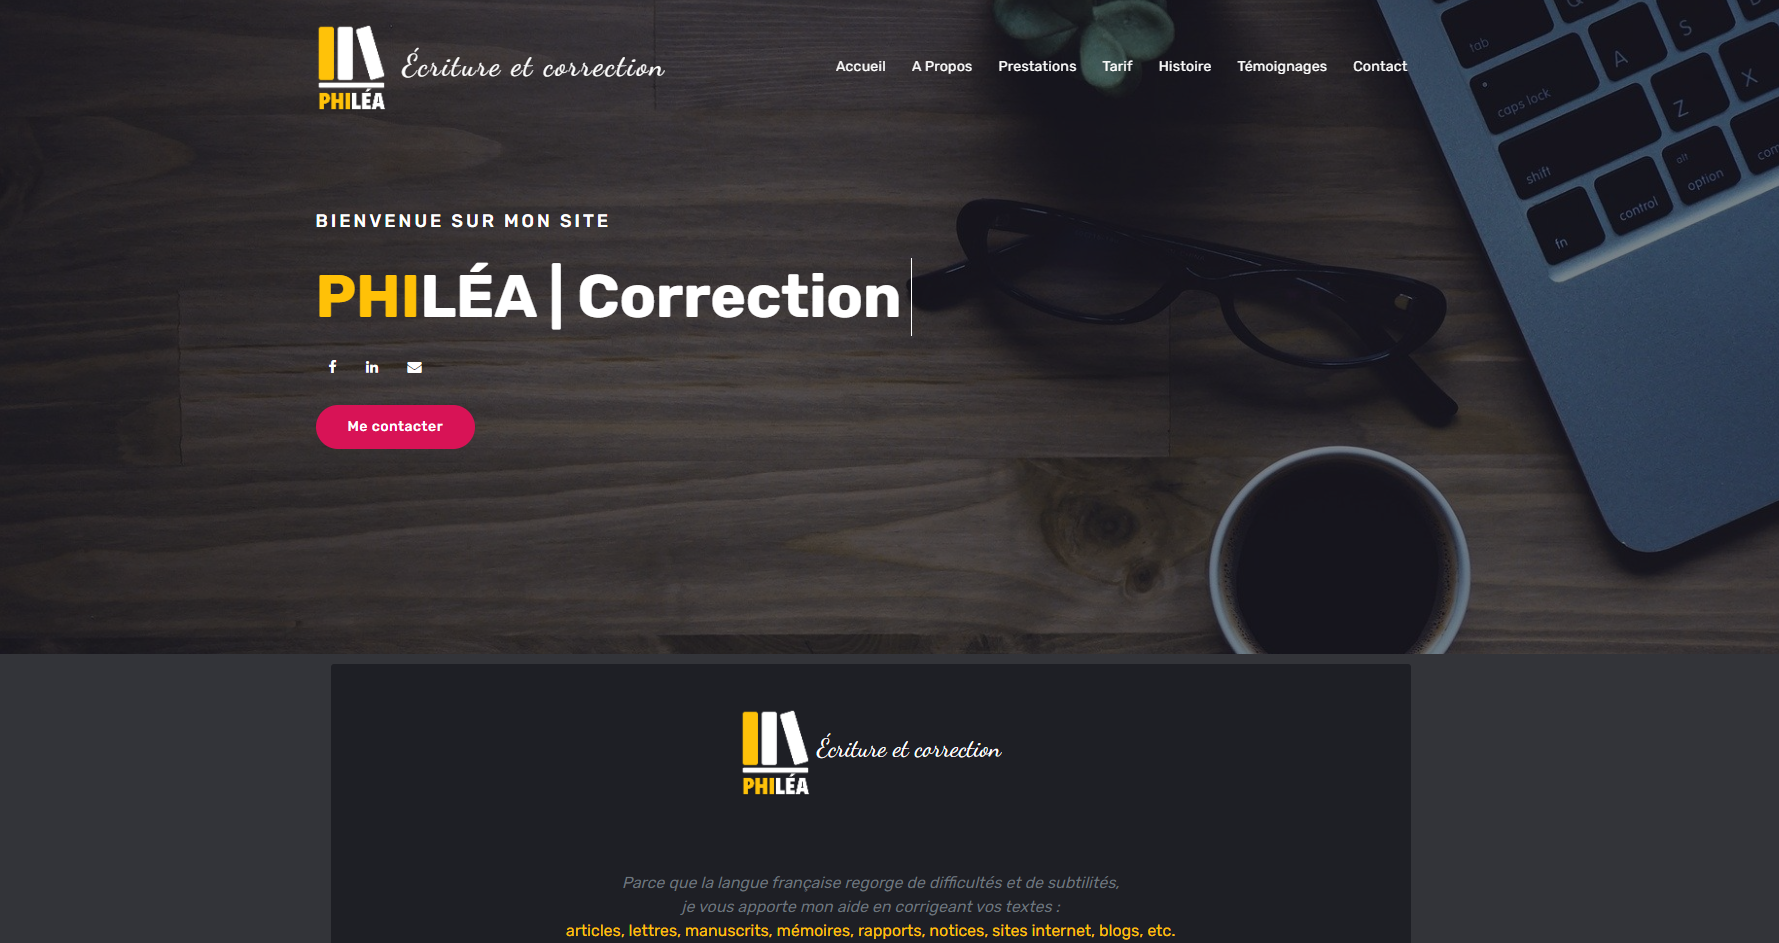 PHILÉA
Écriture et correction
Accueil A Propos Prestations Tarif Histoire Témoignages Contact
BIENVENUE SUR MON SITE
PHILÉA | Correction
Me contacter
tab
Q
A
S
caps lock
Z
X
shift
fn
control
alt
option
PHILÉA
Écriture et correction
Parce que la langue française regorge de difficultés et de subtilités,
je vous apporte mon aide en corrigeant vos textes :
articles, lettres, manuscrits, mémoires, rapports, notices, sites internet, blogs, etc.